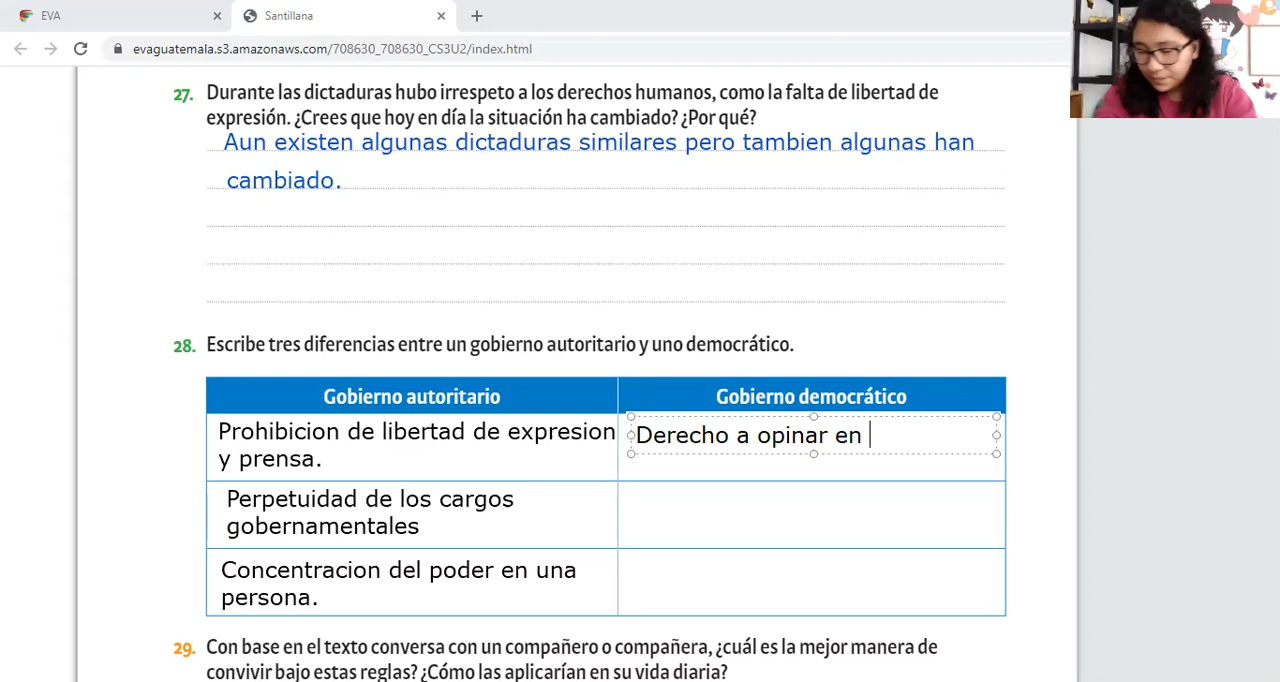 EVA
Santillana
evaguatemala.s3.amazonaws.com/708630_708630_CS3U2/index.html
27. Durante las dictaduras hubo irrespeto a los derechos humanos, como la falta de libertad de
expresión. ¿Crees que hoy en día la situación ha cambiado? ¿Por qué?
Aun existen algunas dictaduras similares pero tambien algunas han
cambiado.
28. Escribe tres diferencias entre un gobierno autoritario y uno democrático.
Gobierno autoritario
Gobierno democrático
Prohibicion de libertad de expresion
y prensa.
Derecho a opinar en
Perpetuidad de los cargos
gobernamentales
Concentracion del poder en una
persona.
29. Con base en el texto conversa con un compañero o compañera, ¿cuál es la mejor manera de
convivir bajo estas reglas? ¿Cómo las aplicarían en su vida diaria?